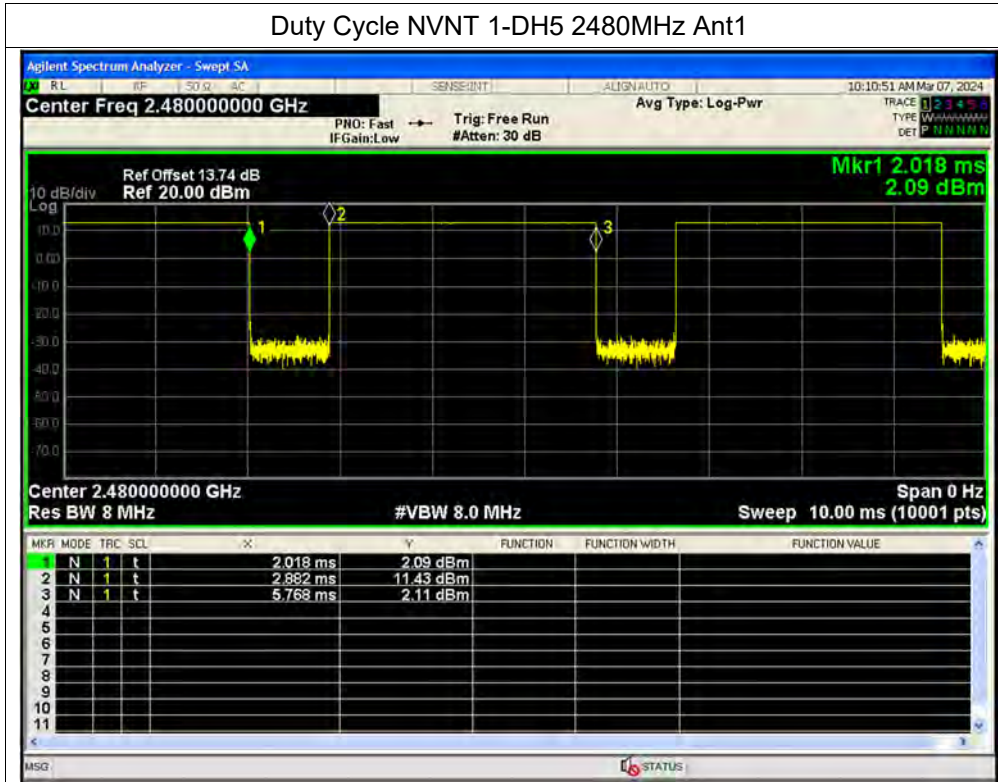 Duty Cycle NVNT 1-DH5 2480MHz Ant1
Agilent Spectrum Analyzer - Swept SA
LXI RL RF 50 Ω AC SENSE:INT ALIGN AUTO 10:10:51 AM Mar 07, 2024
Center Freq 2.480000000 GHz Avg Type: Log-Pwr TRACE 1 2 3 4 5 6
PNO: Fast Trig: Free Run TYPE W
IFGain:Low #Atten: 30 dB DET P N N N N N
Mkr1 2.018 ms
Ref Offset 13.74 dB
10 dB/div Ref 20.00 dBm 2.09 dBm
Log
10.0
0.00
-10.0
-20.0
-30.0
-40.0
-50.0
-60.0
-70.0
1
2
3
Center 2.480000000 GHz Span 0 Hz
Res BW 8 MHz #VBW 8.0 MHz Sweep 10.00 ms (10001 pts)
MKR MODE TRC SCL X Y FUNCTION FUNCTION WIDTH FUNCTION VALUE
1 N 1 t 2.018 ms 2.09 dBm
2 N 1 t 2.882 ms 11.43 dBm
3 N 1 t 5.768 ms 2.11 dBm
4
5
6
7
8
9
10
11
MSG STATUS